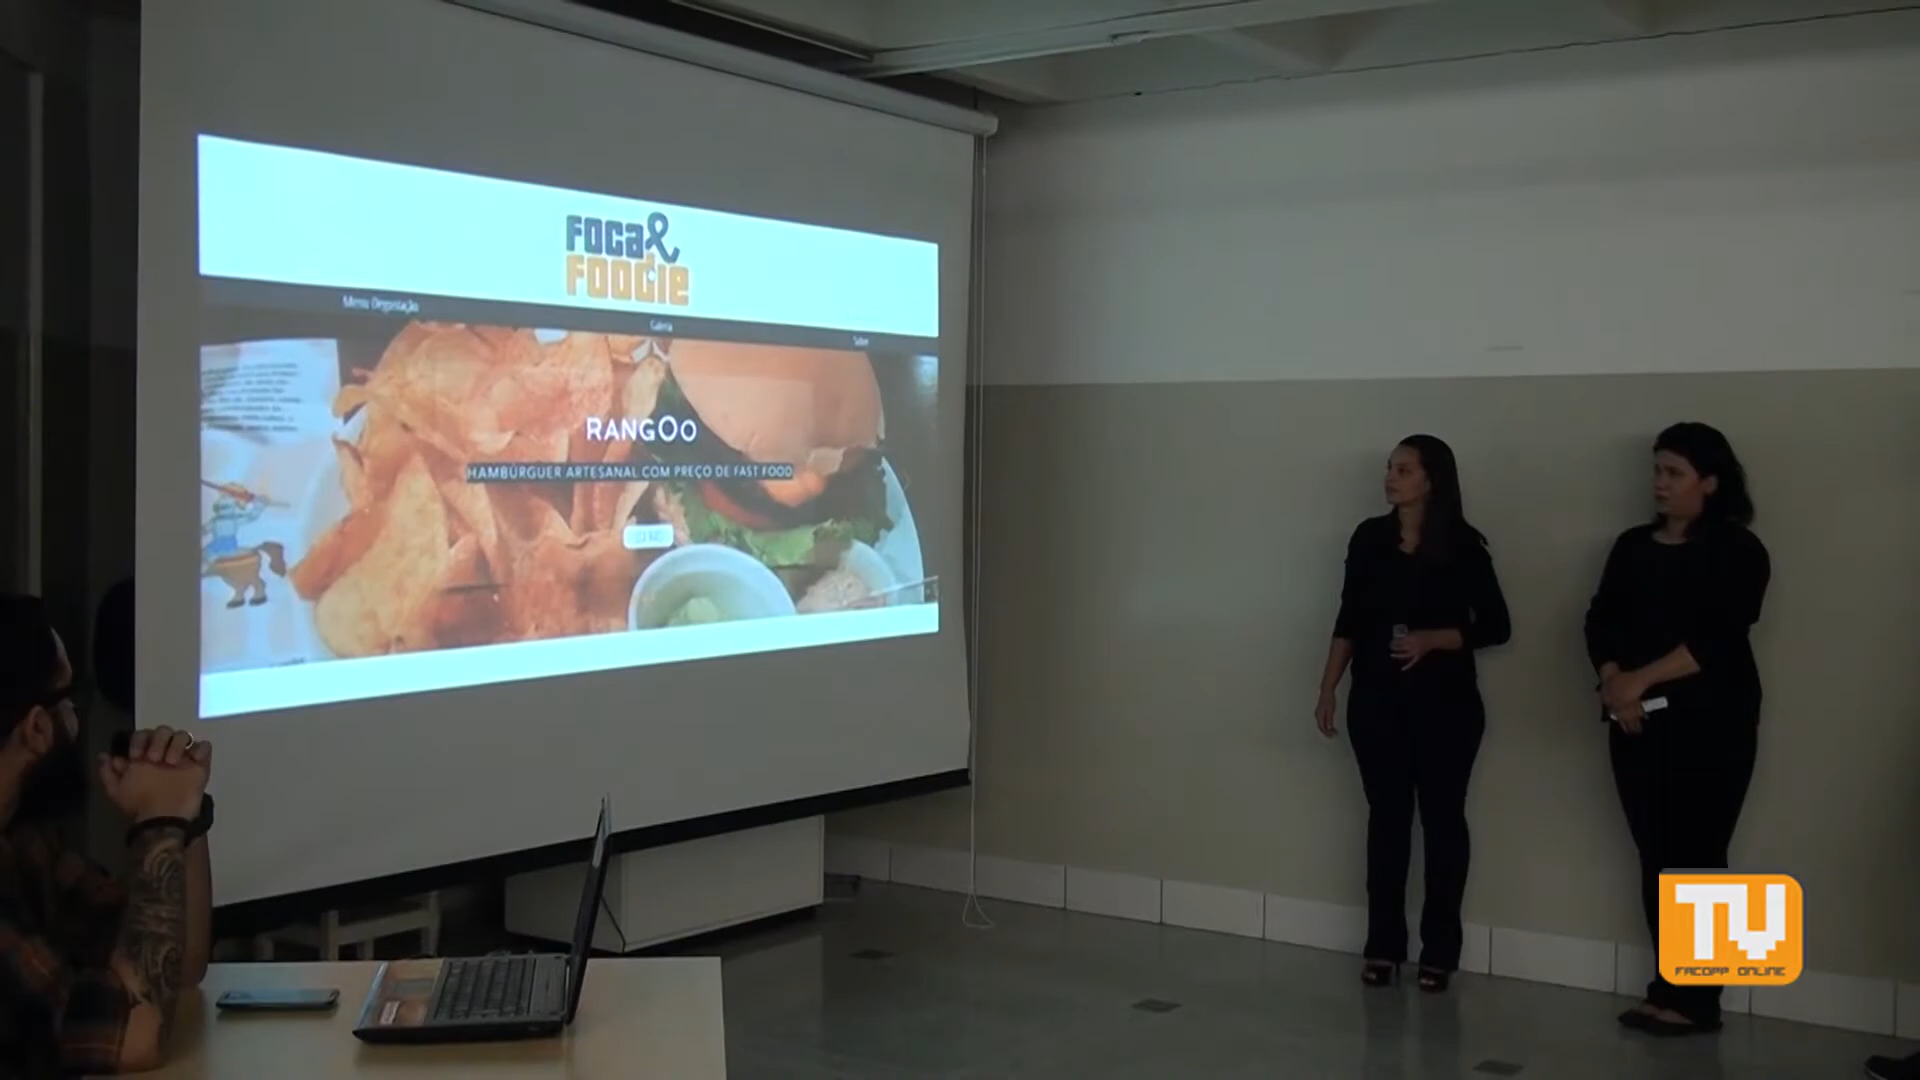 FOCA&
FOODIE
Menu Degustação
Galeria
Sobre
RANGOO
HAMBÚRGUER ARTESANAL COM PREÇO DE FAST FOOD
TV
FACOPP ONLINE